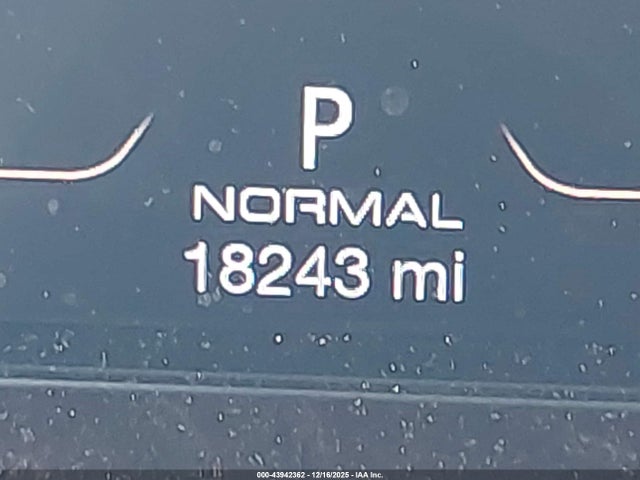 P
NORMAL
18243 mi
000-43942362 - 12/16/2025 - IAA Inc.